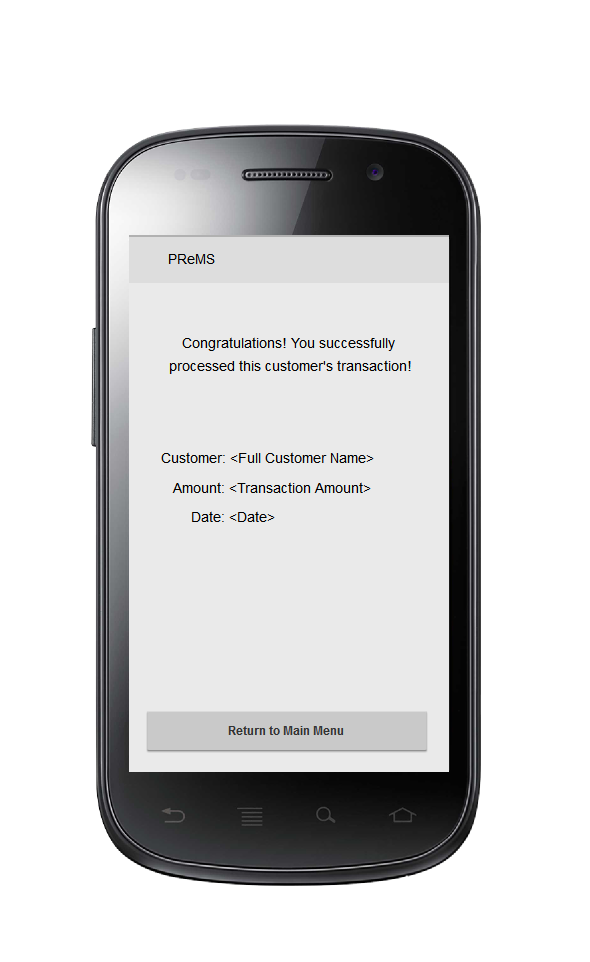 PReMS
Congratulations! You successfully
processed this customer's transaction!
Customer: <Full Customer Name>
Amount: <Transaction Amount>
Date: <Date>
Return to Main Menu